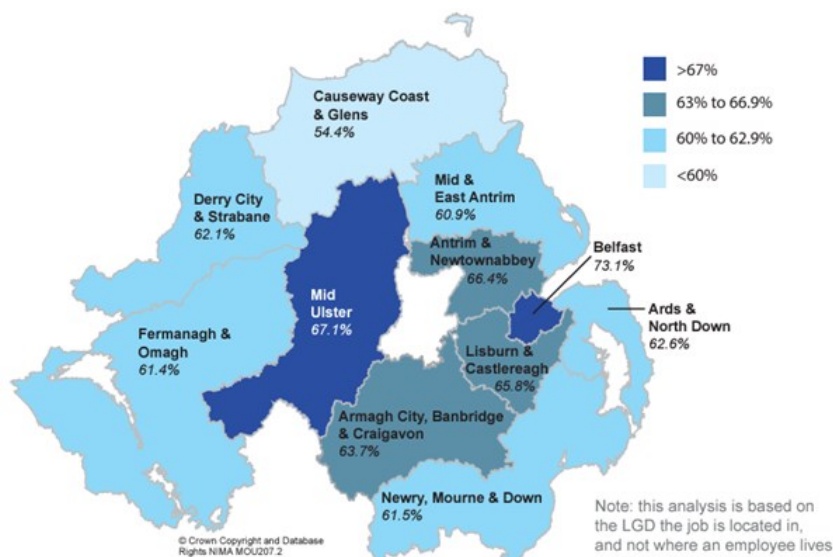 >67%
63% to 66.9%
60% to 62.9%
<60%
Causeway Coast
& Glens
54.4%
Derry City
& Strabane
62.1%
Mid &
East Antrim
60.9%
Antrim &
Newtownabbey
66.4%
Belfast
73.1%
Mid
Ulster
67.1%
Ards &
North Down
62.6%
Fermanagh &
Omagh
61.4%
Lisburn &
Castlereagh
65.8%
Armagh City, Banbridge
& Craigavon
63.7%
Newry, Mourne & Down
61.5%
Note: this analysis is based on
the LGD the job is located in,
and not where an employee lives
© Crown Copyright and Database
Rights NIMA MOU207.2